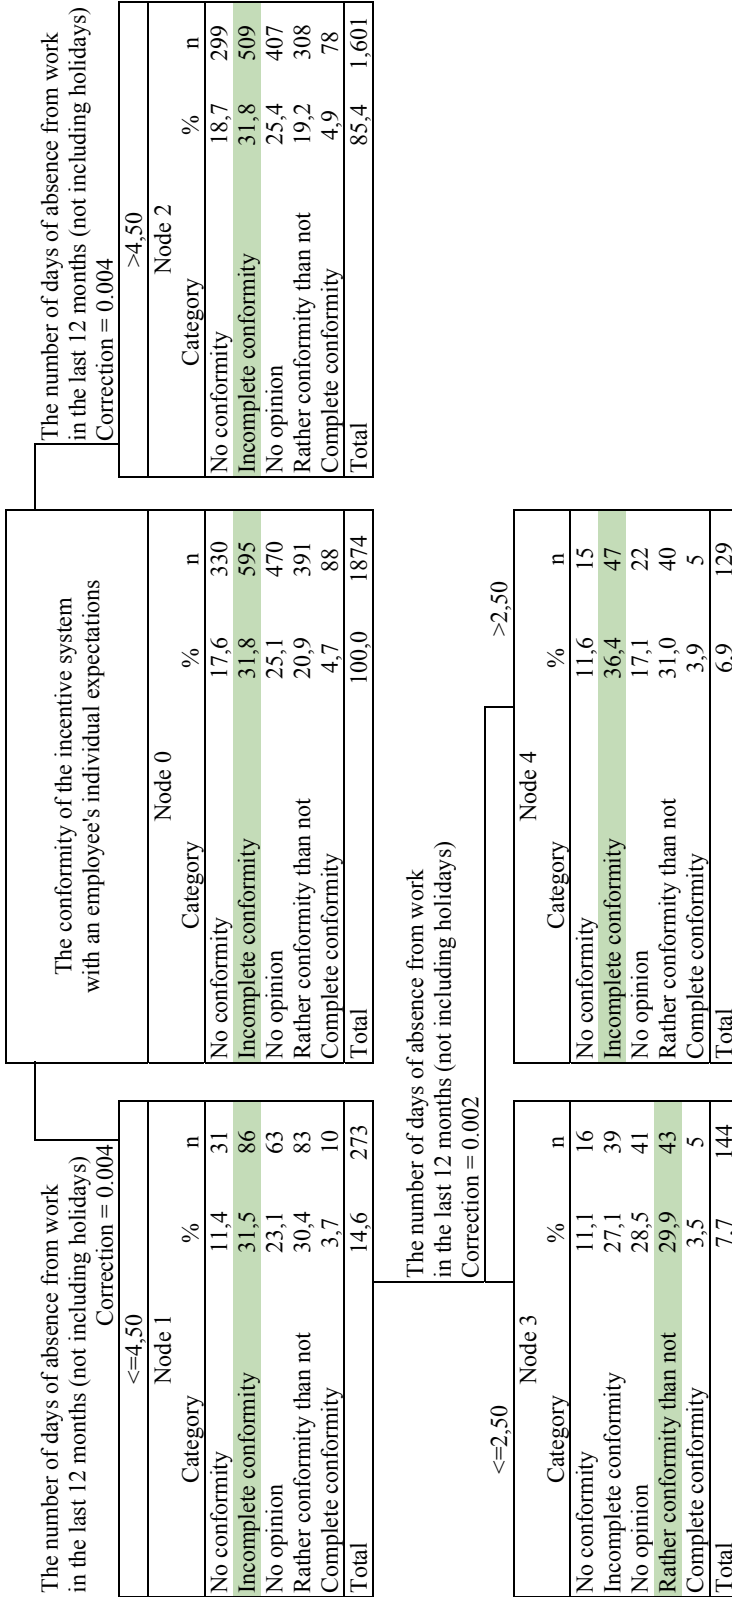 The conformity of the incentive system
with an employee's individual expectations
Node 0
Category % n
No conformity 17,6 330
Incomplete conformity 31,8 595
No opinion 25,1 470
Rather conformity than not 20,9 391
Complete conformity 4,7 88
Total 100,0 1874
The number of days of absence from work
in the last 12 months (not including holidays)
Correction = 0.004
<=4,50
Node 1
Category % n
No conformity 11,4 31
Incomplete conformity 31,5 86
No opinion 23,1 63
Rather conformity than not 30,4 83
Complete conformity 3,7 10
Total 14,6 273
The number of days of absence from work
in the last 12 months (not including holidays)
Correction = 0.004
>4,50
Node 2
Category % n
No conformity 18,7 299
Incomplete conformity 31,8 509
No opinion 25,4 407
Rather conformity than not 19,2 308
Complete conformity 4,9 78
Total 85,4 1,601
The number of days of absence from work
in the last 12 months (not including holidays)
Correction = 0.002
<=2,50
Node 3
Category % n
No conformity 11,1 16
Incomplete conformity 27,1 39
No opinion 28,5 41
Rather conformity than not 29,9 43
Complete conformity 3,5 5
Total 7,7 144
>2,50
Node 4
Category % n
No conformity 11,6 15
Incomplete conformity 36,4 47
No opinion 17,1 22
Rather conformity than not 31,0 40
Complete conformity 3,9 5
Total 6,9 129